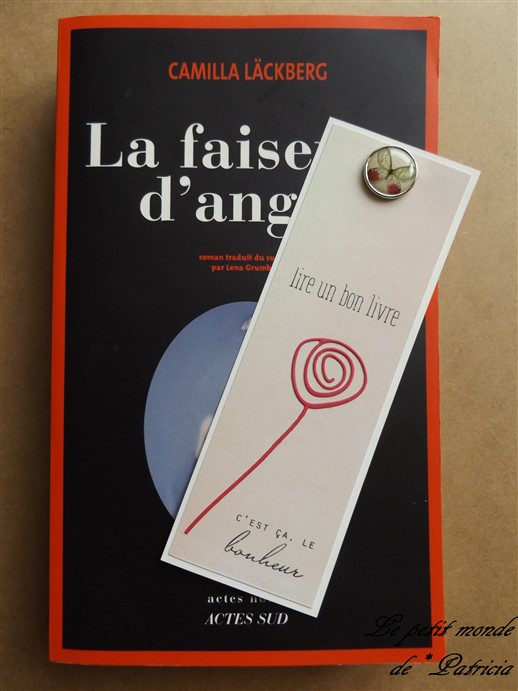 CAMILLA LÄCKBERG
La faise
d'ang
roman traduit du su
par Lena Grumb
lire un bon livre
C'EST ÇA, LE
bonheur
actes no
ACTES SUD
Le petit monde
de *Patricia